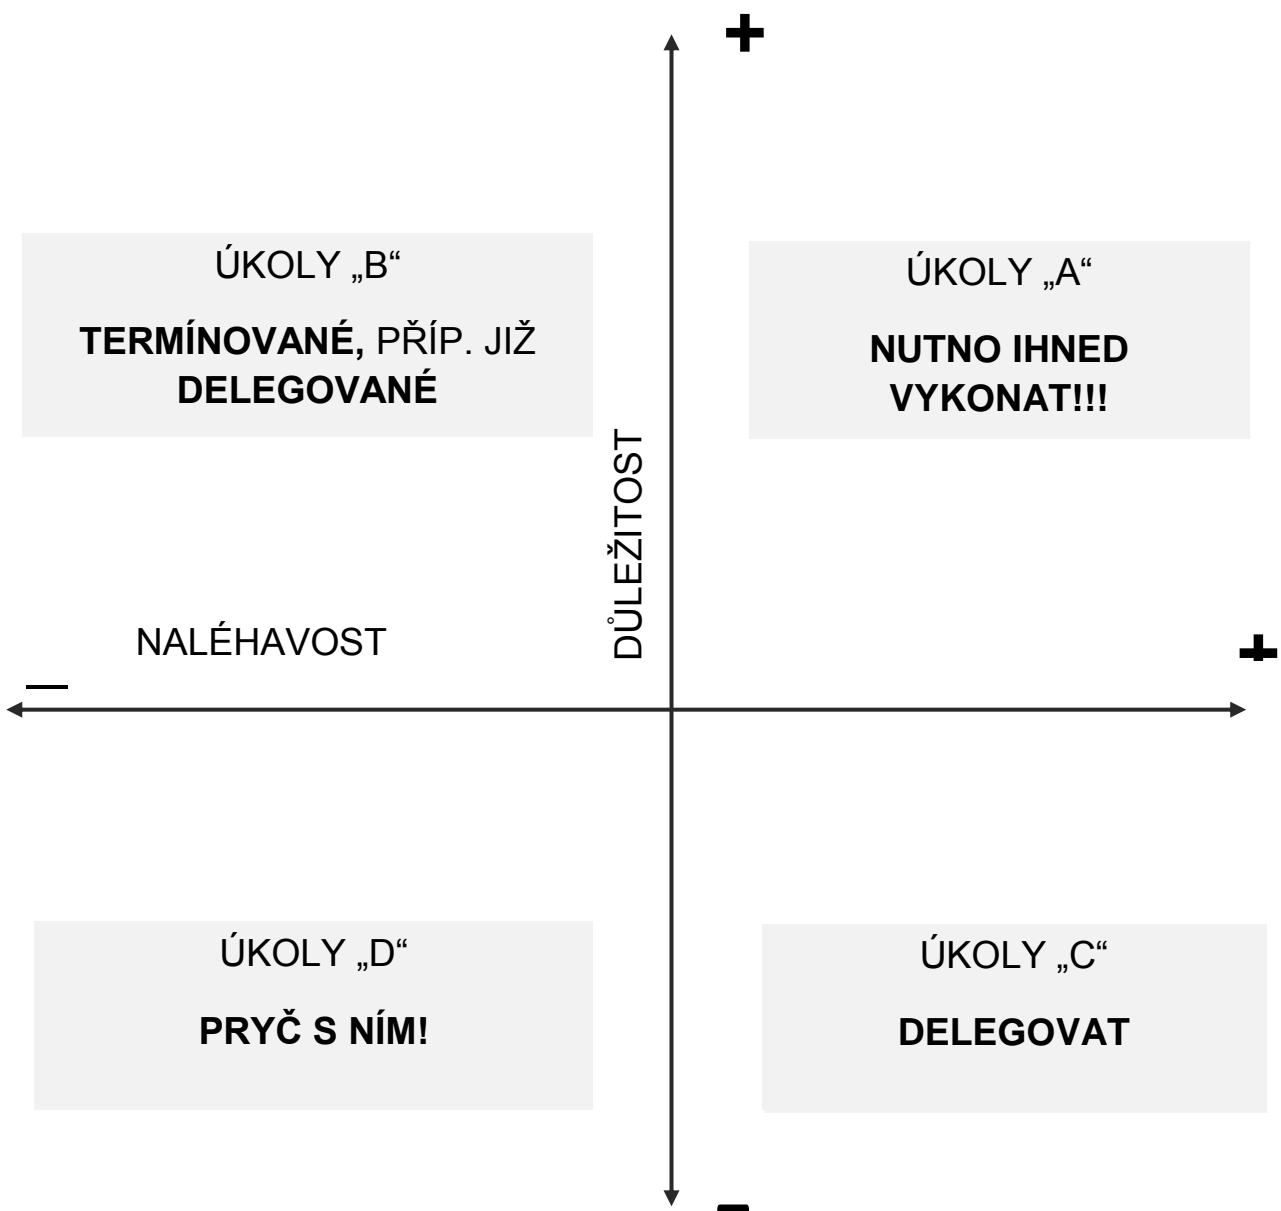 +
ÚKOLY „B“
TERMÍNOVANÉ, PŘÍP. JIŽ
DELEGOVANÉ
ÚKOLY „A“
NUTNO IHNED
VYKONAT!!!
DŮLEŽITOST
NALÉHAVOST
+
–
ÚKOLY „D“
PRYČ S NÍM!
ÚKOLY „C“
DELEGOVAT
-